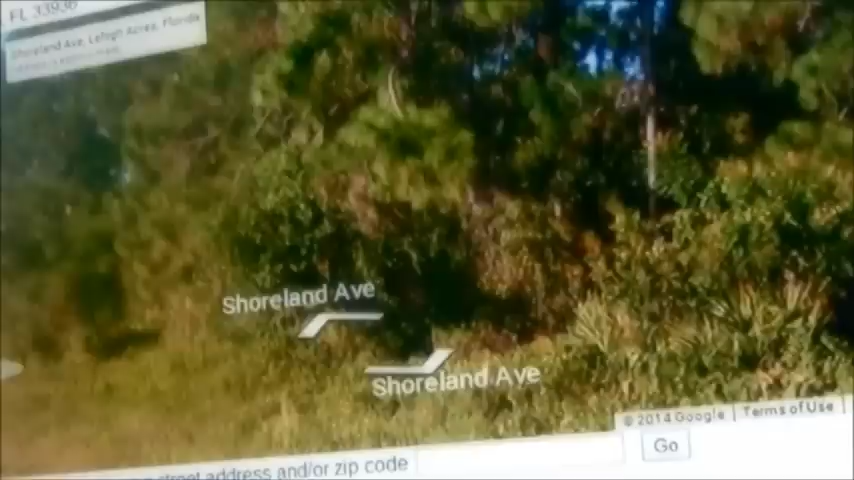 FL 33936
Shoreland Ave, Lehigh Acres, Florida
Shoreland Ave
Shoreland Ave
© 2014 Google
Terms of Use
street address and/or zip code
Go